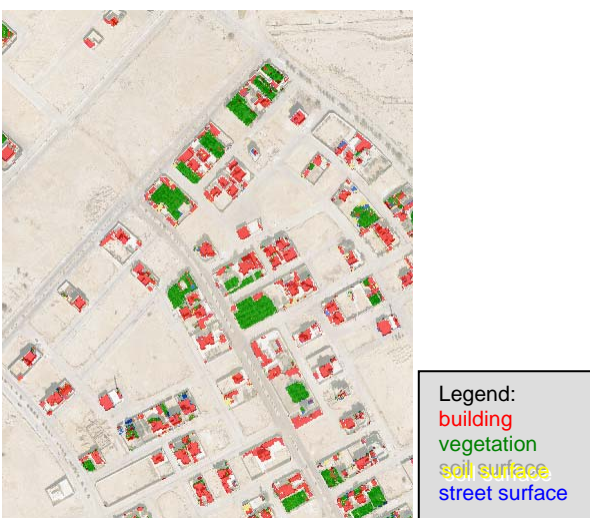 Legend:
building
vegetation
soil surface
street surface